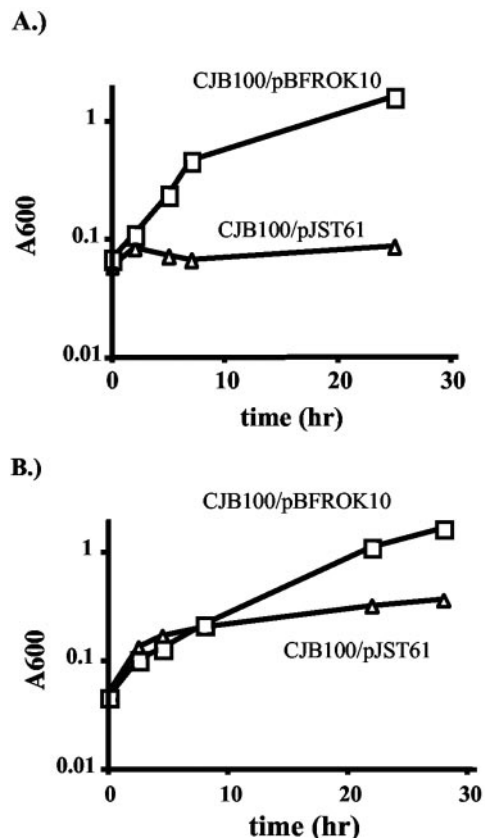 A.)
CJB100/pBFROK10
1
A600
0.1
CJB100/pJST61
0.01
0 10 20 30
time (hr)
B.)
CJB100/pBFROK10
1
A600
0.1
CJB100/pJST61
0.01
0 10 20 30
time (hr)